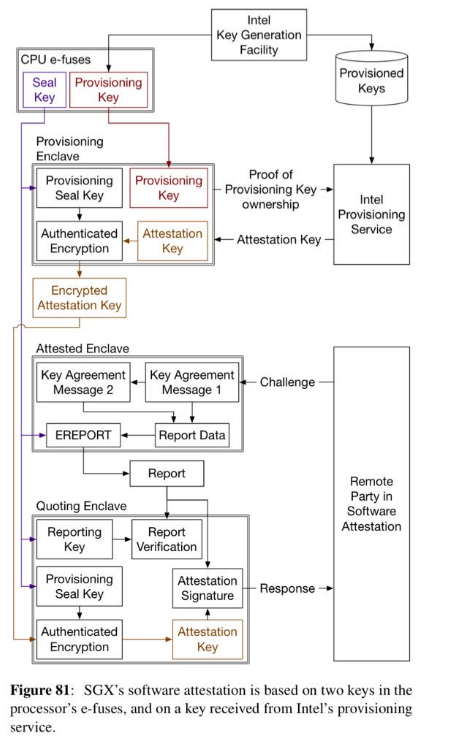 Intel
Key Generation
Facility
CPU e-fuses
Seal
Key
Provisioning
Key
Provisioned
Keys
Provisioning
Enclave
Provisioning
Seal Key
Provisioning
Key
Proof of
Provisioning Key
ownership
Intel
Provisioning
Service
Authenticated
Encryption
Attestation
Key
Attestation Key
Encrypted
Attestation Key
Attested Enclave
Key Agreement
Message 2
Key Agreement
Message 1
Challenge
EREPORT
Report Data
Report
Remote
Party in
Software
Attestation
Quoting Enclave
Reporting
Key
Report
Verification
Provisioning
Seal Key
Attestation
Signature
Response
Authenticated
Encryption
Attestation
Key
Figure 81: SGX's software attestation is based on two keys in the
processor's e-fuses, and on a key received from Intel's provisioning
service.